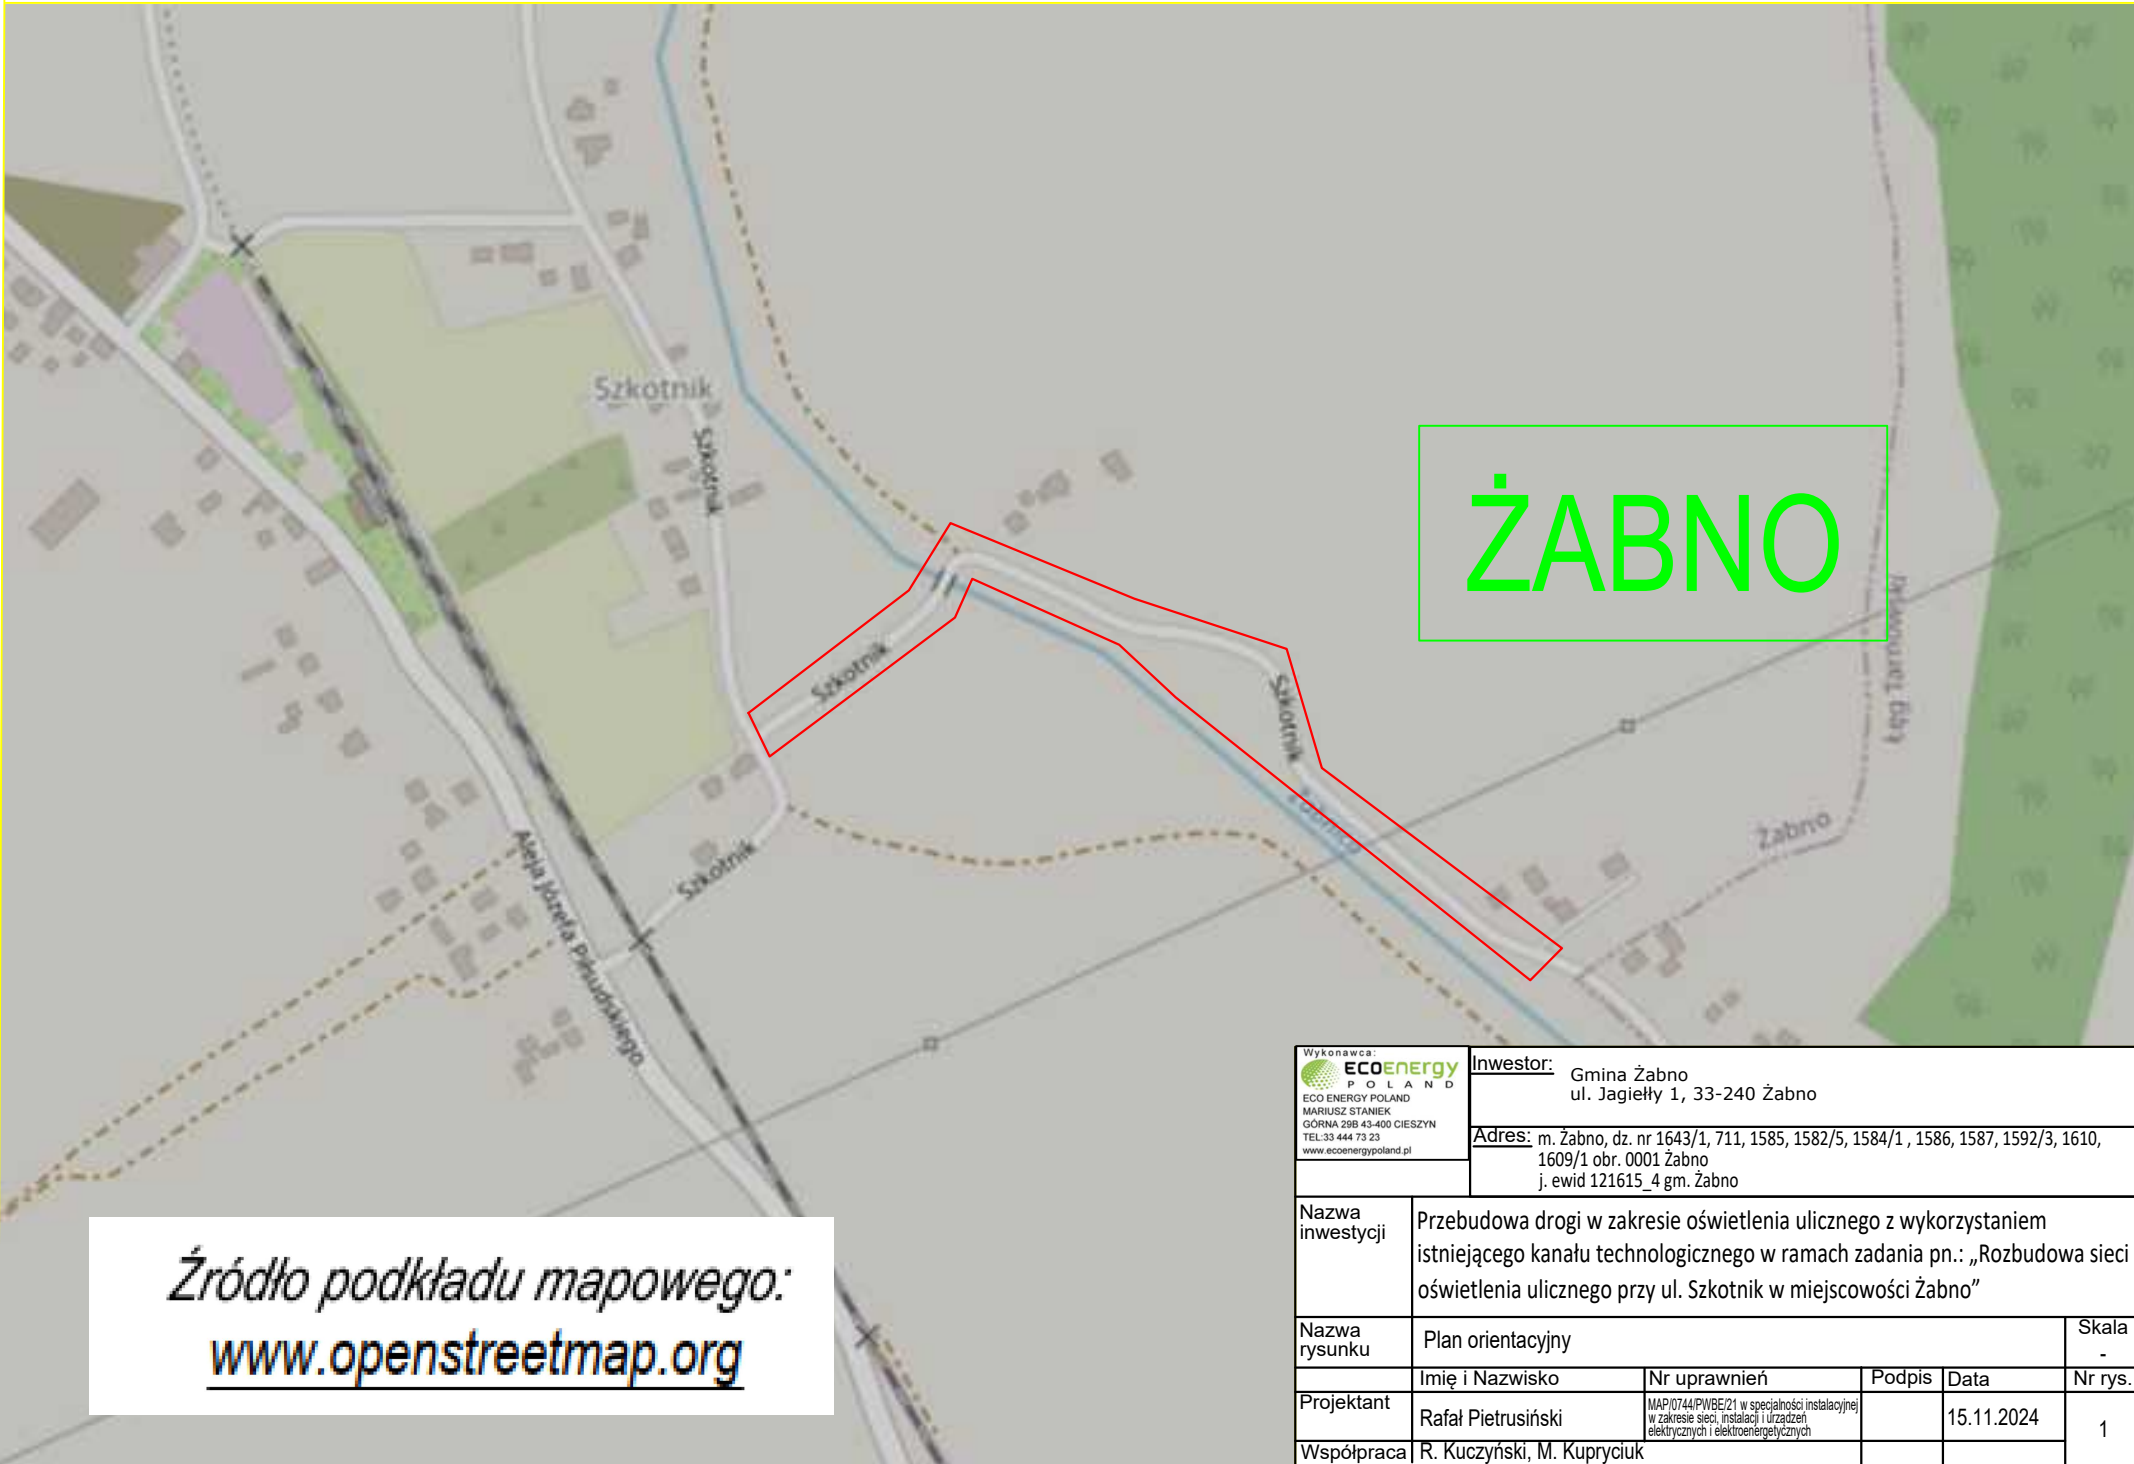 Szkotnik
Szkotnik
ŻABNO
Szkotnik
Szkotnik
Szkotnik
Żabno
Aleja Józefa Piłsudskiego
Łęg Tarnowski
Źródło podkładu mapowego:
www.openstreetmap.org
Wykonawca:
ECOENERGY
POLAND
ECO ENERGY POLAND
MARIUSZ STANIEK
GÓRNA 29B 43-400 CIESZYN
TEL:33 444 73 23
www.ecoenergypoland.pl
Inwestor:
Gmina Żabno
ul. Jagiełły 1, 33-240 Żabno
Adres: m. Żabno, dz. nr 1643/1, 711, 1585, 1582/5, 1584/1 , 1586, 1587, 1592/3, 1610,
1609/1 obr. 0001 Żabno
j. ewid 121615_4 gm. Żabno
Nazwa
inwestycji
Przebudowa drogi w zakresie oświetlenia ulicznego z wykorzystaniem
istniejącego kanału technologicznego w ramach zadania pn.: „Rozbudowa sieci
oświetlenia ulicznego przy ul. Szkotnik w miejscowości Żabno”
Nazwa
rysunku
Plan orientacyjny
Skala
-
Imię i Nazwisko
Nr uprawnień
Podpis
Data
Nr rys.
Projektant
Rafał Pietrusiński
MAP/0744/PWBE/21 w specjalności instalacyjnej
w zakresie sieci, instalacji i urządzeń
elektrycznych i elektroenergetycznych
15.11.2024
1
Współpraca
R. Kuczyński, M. Kupryciuk